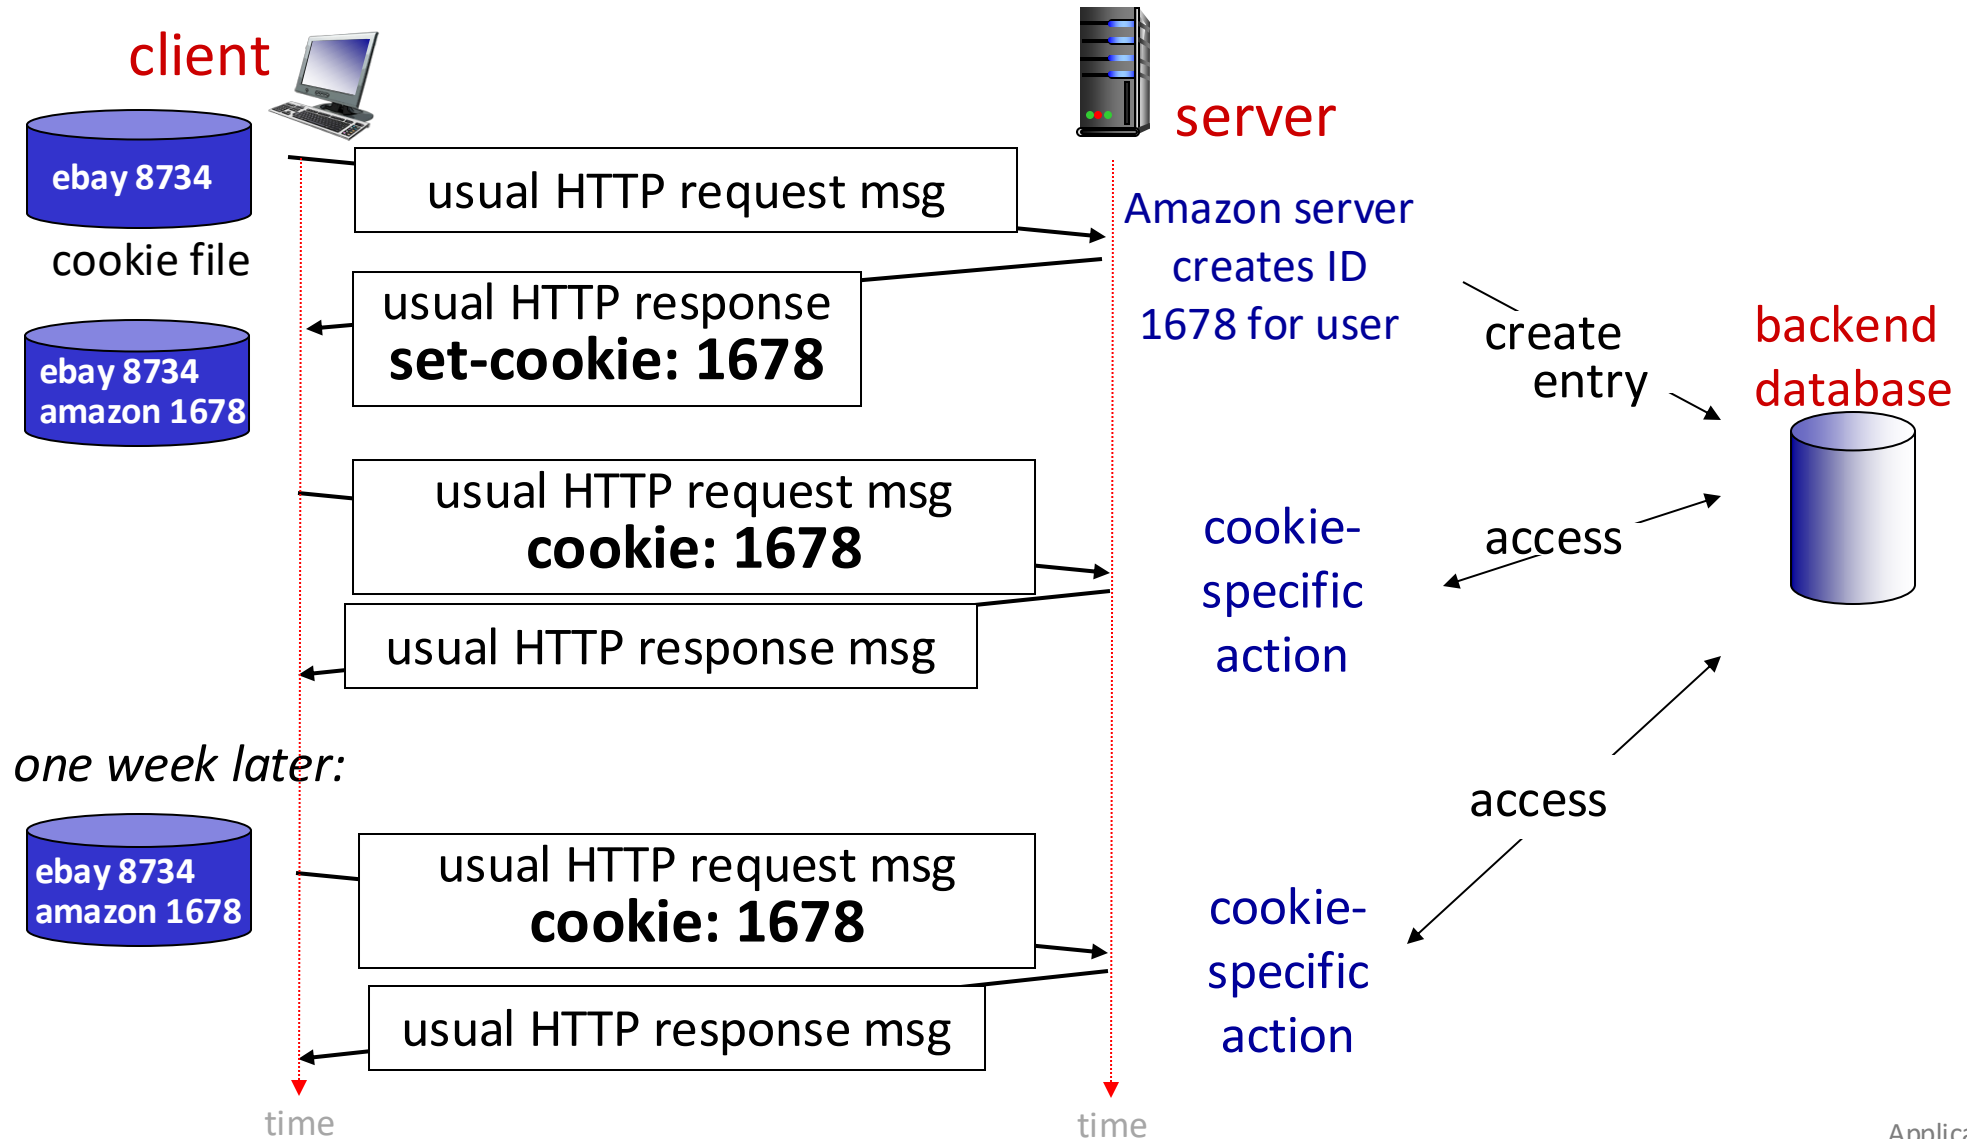 client
server
ebay 8734
cookie file
usual HTTP request msg
Amazon server
creates ID
1678 for user
usual HTTP response
set-cookie: 1678
create
entry
backend
database
ebay 8734
amazon 1678
usual HTTP request msg
cookie: 1678
cookie-
specific
action
access
usual HTTP response msg
one week later:
access
ebay 8734
amazon 1678
usual HTTP request msg
cookie: 1678
cookie-
specific
action
usual HTTP response msg
time
time